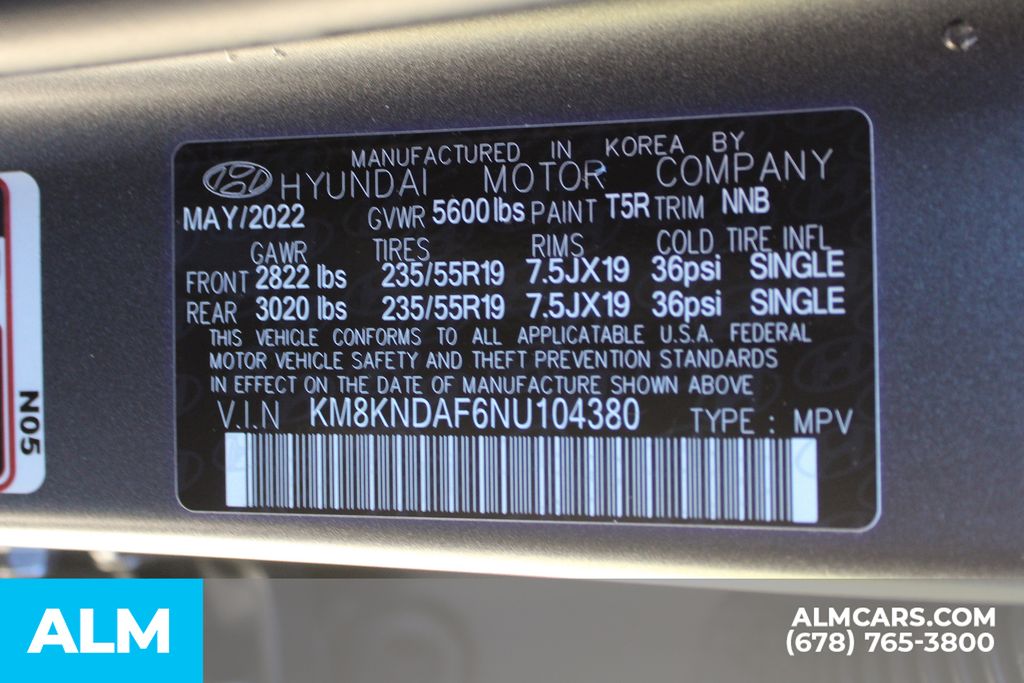 MANUFACTURED IN KOREA BY
HYUNDAI MOTOR COMPANY
MAY/2022 GVWR 5600lbs PAINT T5R TRIM NNB
GAWR TIRES RIMS COLD TIRE INFL
FRONT 2822 lbs 235/55R19 7.5JX19 36psi SINGLE
REAR 3020 lbs 235/55R19 7.5JX19 36psi SINGLE
THIS VEHICLE CONFORMS TO ALL APPLICATABLE U.S.A. FEDERAL
MOTOR VEHICLE SAFETY AND THEFT PREVENTION STANDARDS
IN EFFECT ON THE DATE OF MANUFACTURE SHOWN ABOVE
V.I.N KM8KNDAF6NU104380 TYPE : MPV
N05
ALM
ALMCARS.COM
(678) 765-3800